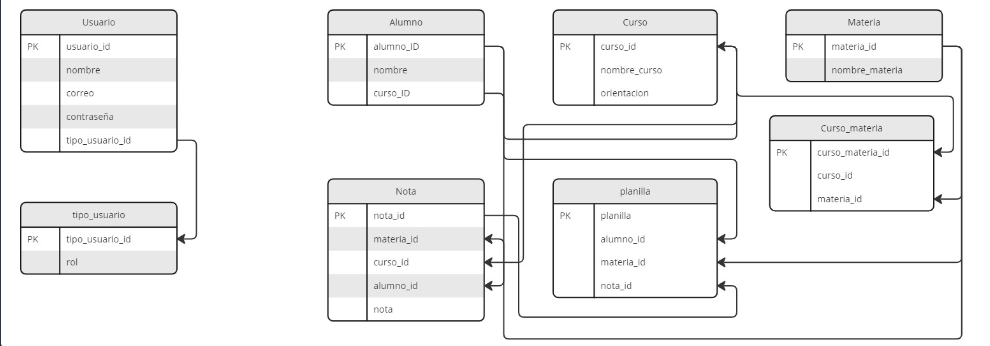 Usuario
PK usuario_id
nombre
correo
contraseña
tipo_usuario_id
tipo_usuario
PK tipo_usuario_id
rol
Alumno
PK alumno_ID
nombre
curso_ID
Nota
PK nota_id
materia_id
curso_id
alumno_id
nota
Curso
PK curso_id
nombre_curso
orientacion
planilla
PK planilla
alumno_id
materia_id
nota_id
Materia
PK materia_id
nombre_materia
Curso_materia
PK curso_materia_id
curso_id
materia_id